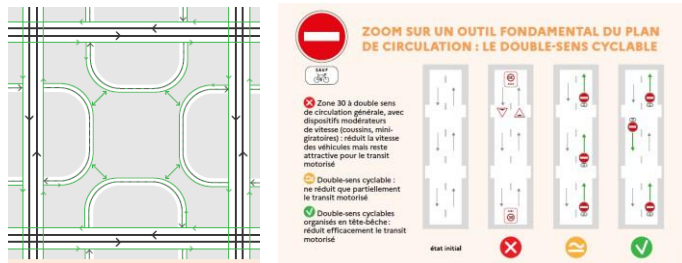 ZOOM SUR UN OUTIL FONDAMENTAL DU PLAN
DE CIRCULATION : LE DOUBLE-SENS CYCLABLE
SAUF
Zone 30 à double sens
de circulation générale, avec
dispositifs modérateurs
de vitesse (coussins, mini-
giratoires) : réduit la vitesse
des véhicules mais reste
attractive pour le transit
motorisé
Double-sens cyclable :
ne réduit que partiellement
le transit motorisé
Double-sens cyclables
organisés en tête-bêche :
réduit efficacement le transit
motorisé
état initial